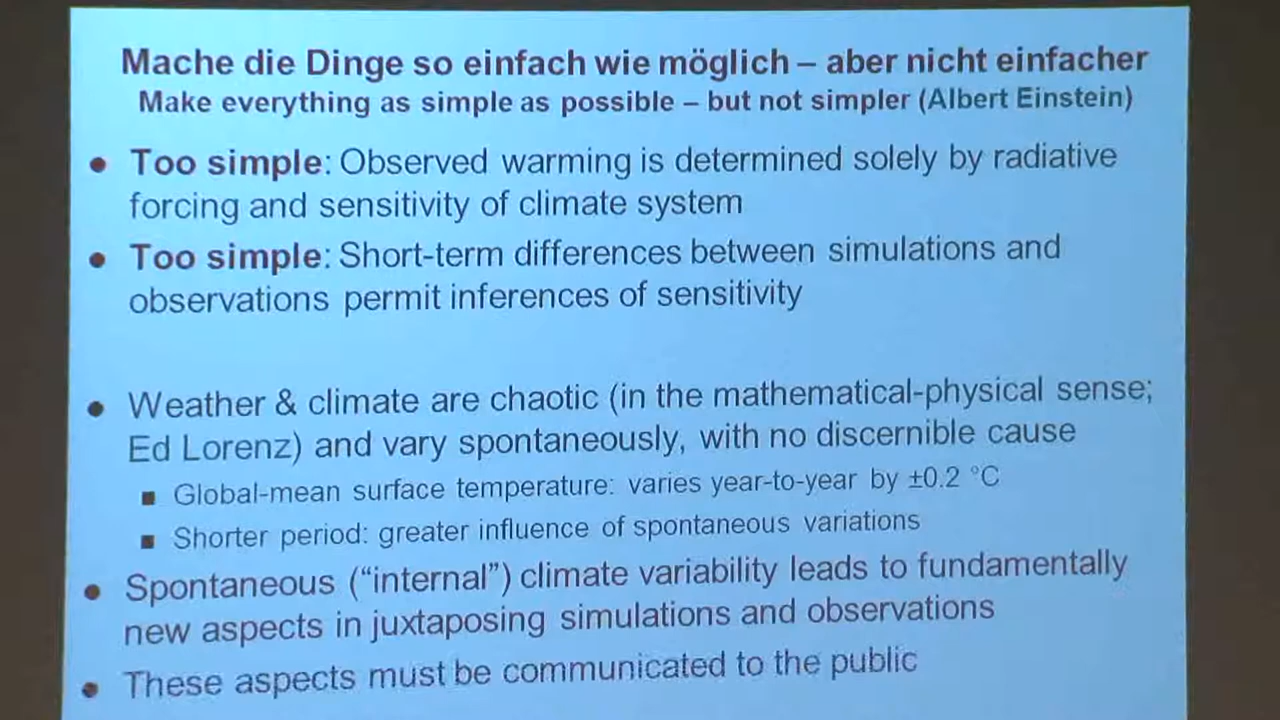 Mache die Dinge so einfach wie möglich – aber nicht einfacher
Make everything as simple as possible – but not simpler (Albert Einstein)
• Too simple: Observed warming is determined solely by radiative
forcing and sensitivity of climate system
• Too simple: Short-term differences between simulations and
observations permit inferences of sensitivity
• Weather & climate are chaotic (in the mathematical-physical sense;
Ed Lorenz) and vary spontaneously, with no discernible cause
▪ Global-mean surface temperature: varies year-to-year by ±0.2 °C
▪ Shorter period: greater influence of spontaneous variations
• Spontaneous (“internal”) climate variability leads to fundamentally
new aspects in juxtaposing simulations and observations
• These aspects must be communicated to the public